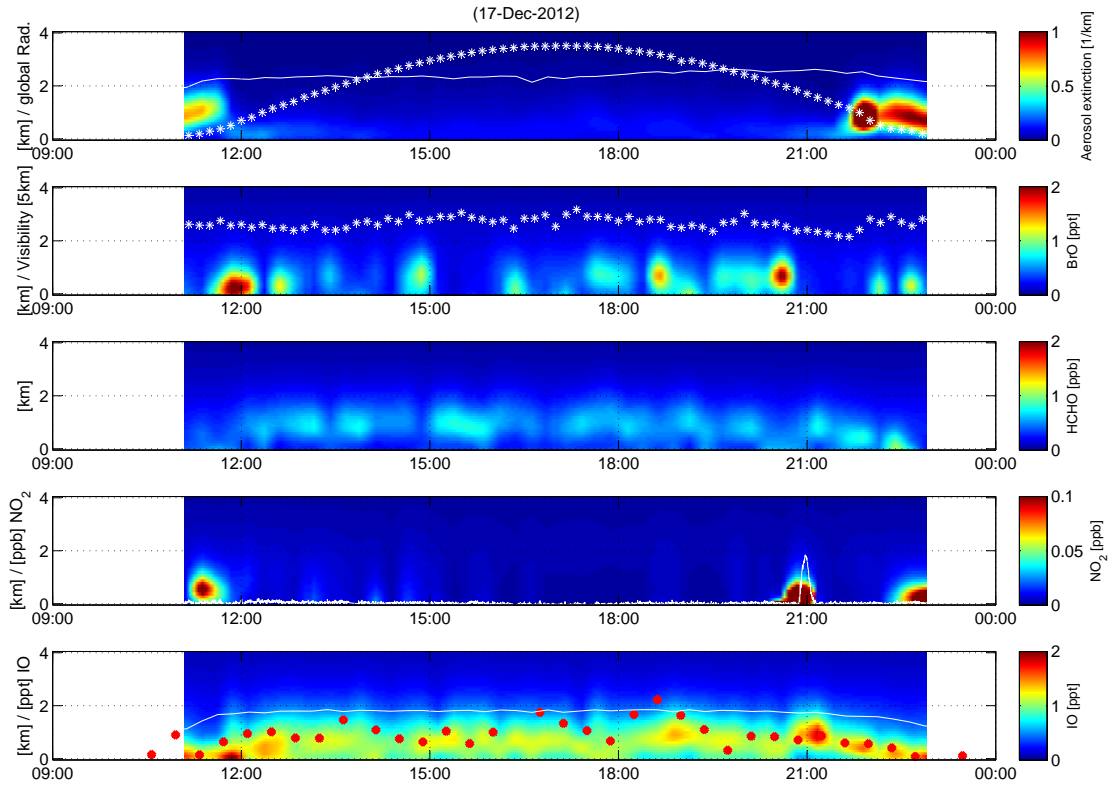 (17-Dec-2012)
[km] / global Rad.
4
2
0
09:00 12:00 15:00 18:00 21:00 00:00
1
0.5
0
Aerosol extinction [1/km]
[km] / Visibility [5km]
4
2
0
09:00 12:00 15:00 18:00 21:00 00:00
2
1
0
BrO [ppt]
[km]
4
2
0
09:00 12:00 15:00 18:00 21:00 00:00
2
1
0
HCHO [ppb]
[km] / [ppb] NO2
4
2
0
09:00 12:00 15:00 18:00 21:00 00:00
0.1
0.05
0
NO2 [ppb]
[km] / [ppt] IO
4
2
0
09:00 12:00 15:00 18:00 21:00 00:00
2
1
0
IO [ppt]